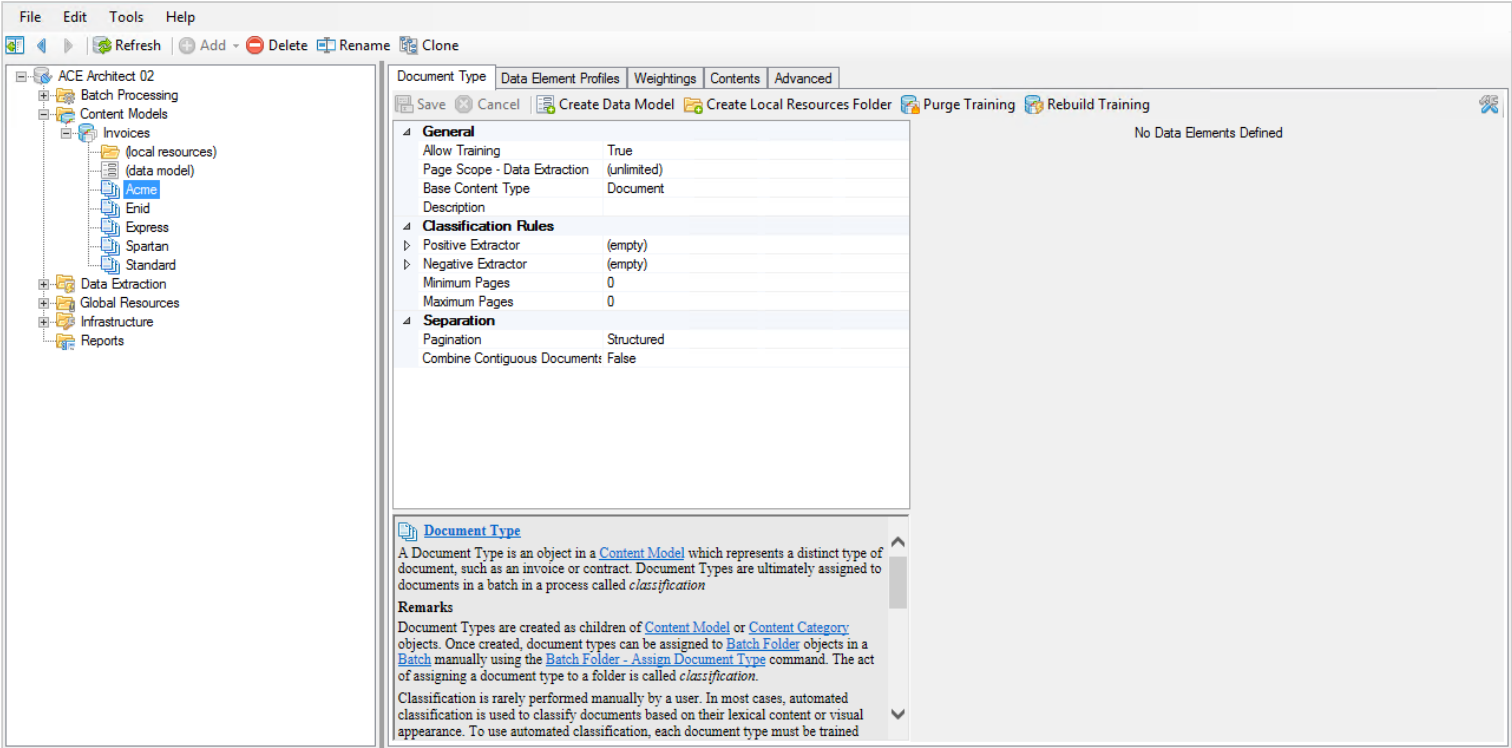 File Edit Tools Help
Refresh Add Delete Rename Clone
ACE Architect 02
Batch Processing
Content Models
Invoices
(local resources)
(data model)
Acme
Enid
Express
Spartan
Standard
Data Extraction
Global Resources
Infrastructure
Reports
Document Type Data Element Profiles Weightings Contents Advanced
Save Cancel Create Data Model Create Local Resources Folder Purge Training Rebuild Training
General
Allow Training True
Page Scope - Data Extraction (unlimited)
Base Content Type Document
Description
Classification Rules
Positive Extractor (empty)
Negative Extractor (empty)
Minimum Pages 0
Maximum Pages 0
Separation
Pagination Structured
Combine Contiguous Documents False
No Data Elements Defined
Document Type
A Document Type is an object in a Content Model which represents a distinct type of
document, such as an invoice or contract. Document Types are ultimately assigned to
documents in a batch in a process called classification
Remarks
Document Types are created as children of Content Model or Content Category
objects. Once created, document types can be assigned to Batch Folder objects in a
Batch manually using the Batch Folder - Assign Document Type command. The act
of assigning a document type to a folder is called classification.
Classification is rarely performed manually by a user. In most cases, automated
classification is used to classify documents based on their lexical content or visual
appearance. To use automated classification, each document type must be trained